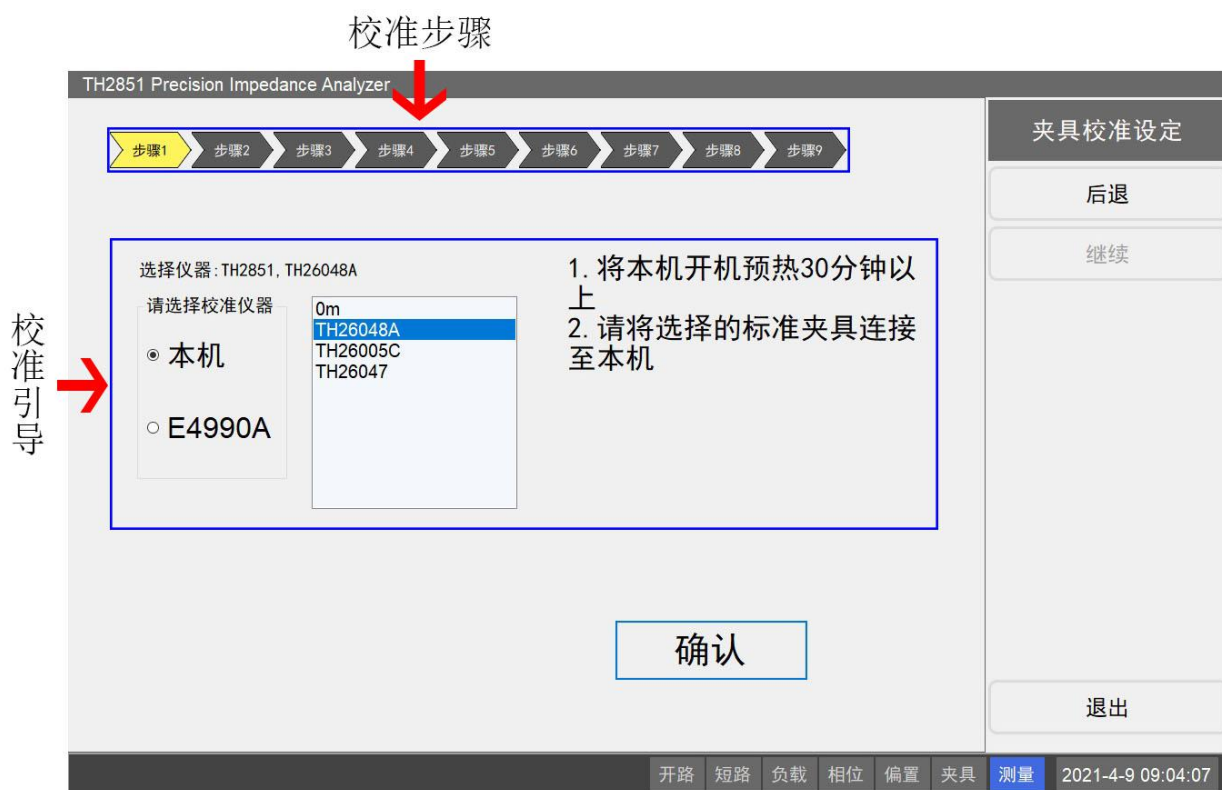 校准步骤
TH2851 Precision Impedance Analyzer
步骤1 步骤2 步骤3 步骤4 步骤5 步骤6 步骤7 步骤8 步骤9
夹具校准设定
后退
继续
校准引导
选择仪器:TH2851, TH26048A
请选择校准仪器
本机
E4990A
0m
TH26048A
TH26005C
TH26047
1. 将本机开机预热30分钟以
上
2. 请将选择的标准夹具连接
至本机
确认
退出
开路 短路 负载 相位 偏置 夹具 测量 2021-4-9 09:04:07